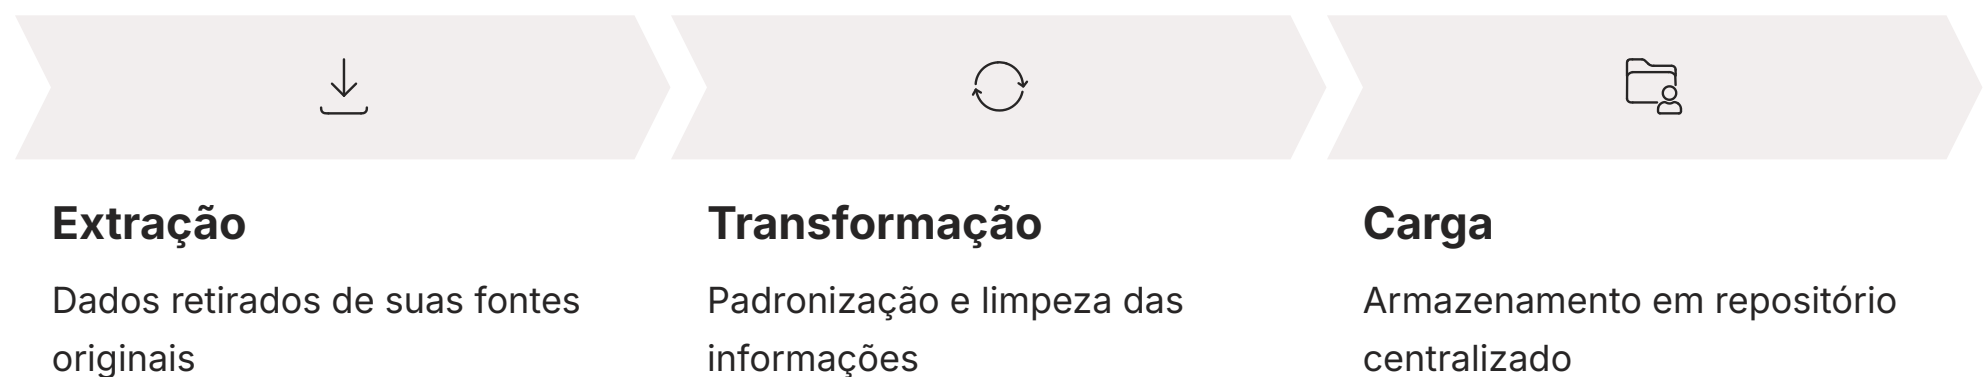 Extração
Dados retirados de suas fontes
originais
Transformação
Padronização e limpeza das
informações
Carga
Armazenamento em repositório
centralizado